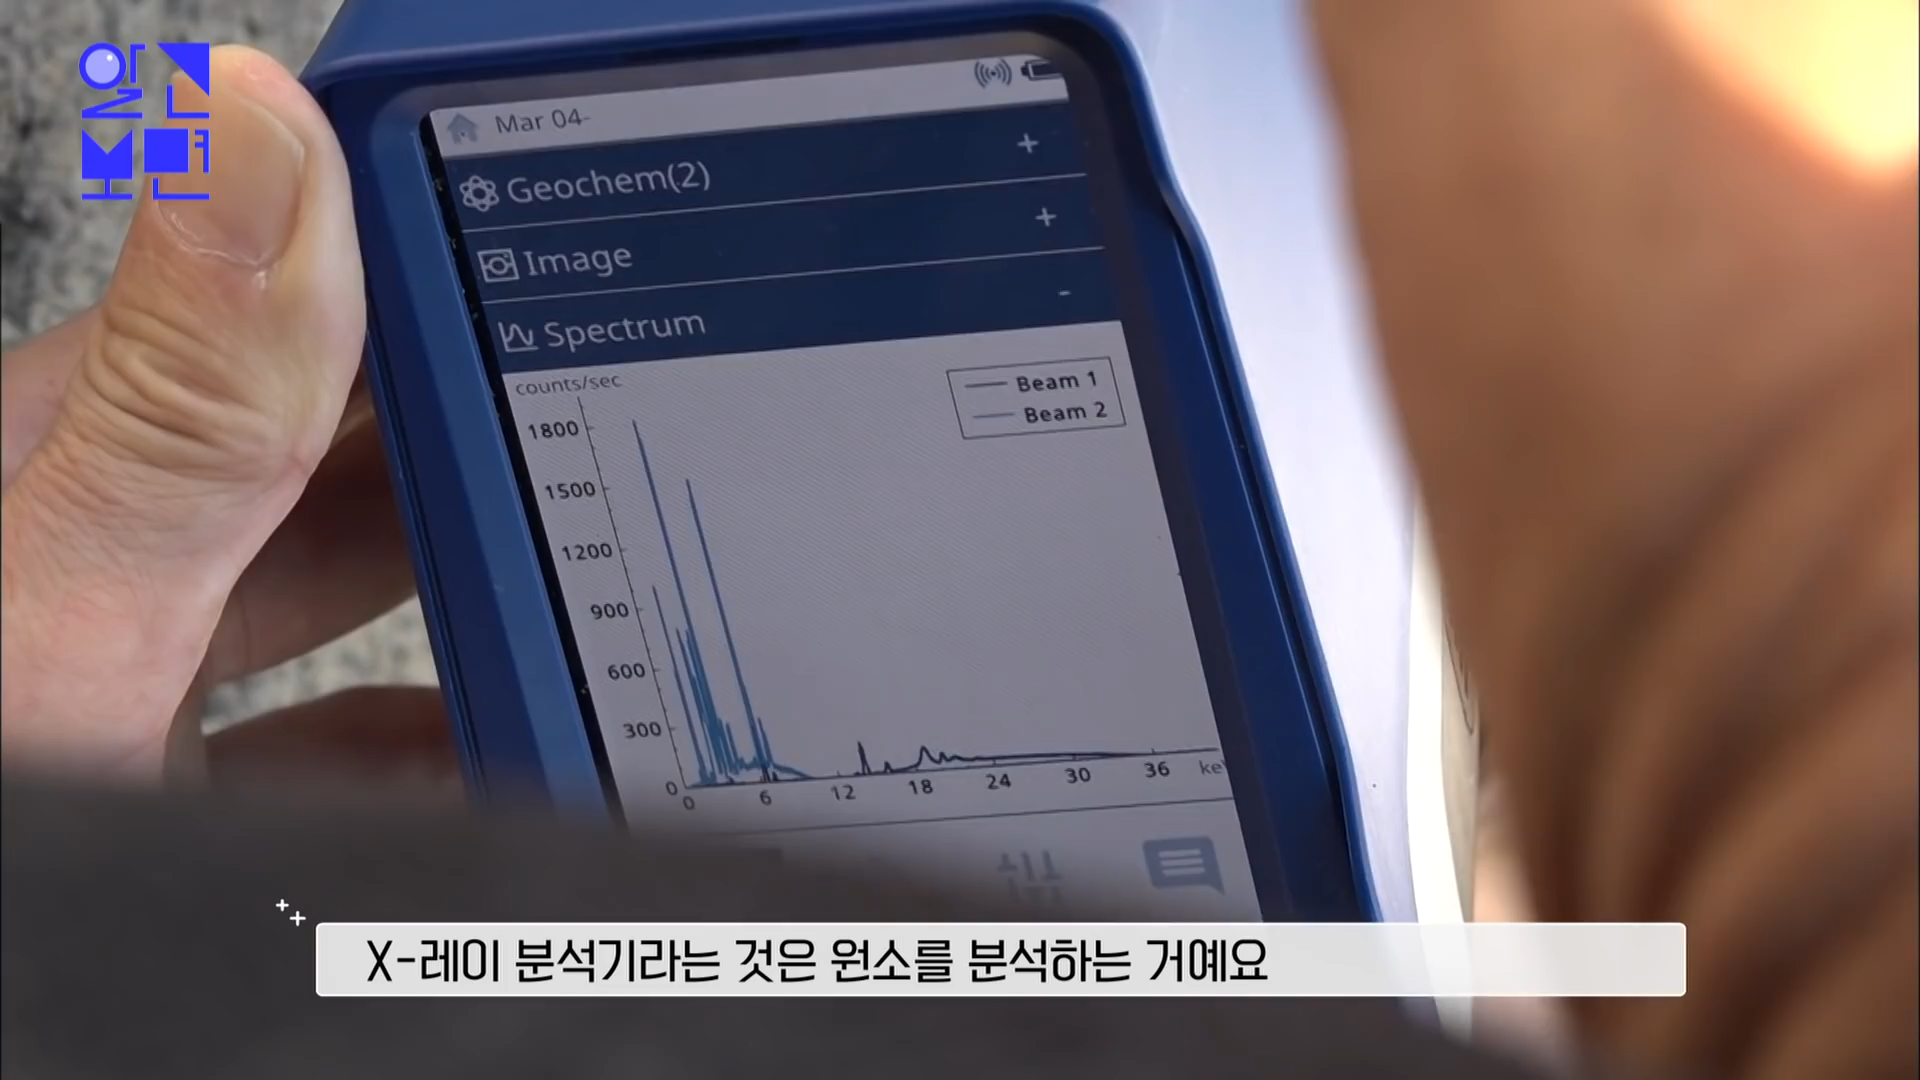 알
보
Mar 04-
Geochem(2)
+
Image
+
Spectrum
-
counts/sec
Beam 1
Beam 2
1800
1500
1200
900
600
300
0
0 6 12 18 24 30 36 ke
X-레이 분석기라는 것은 원소를 분석하는 거예요